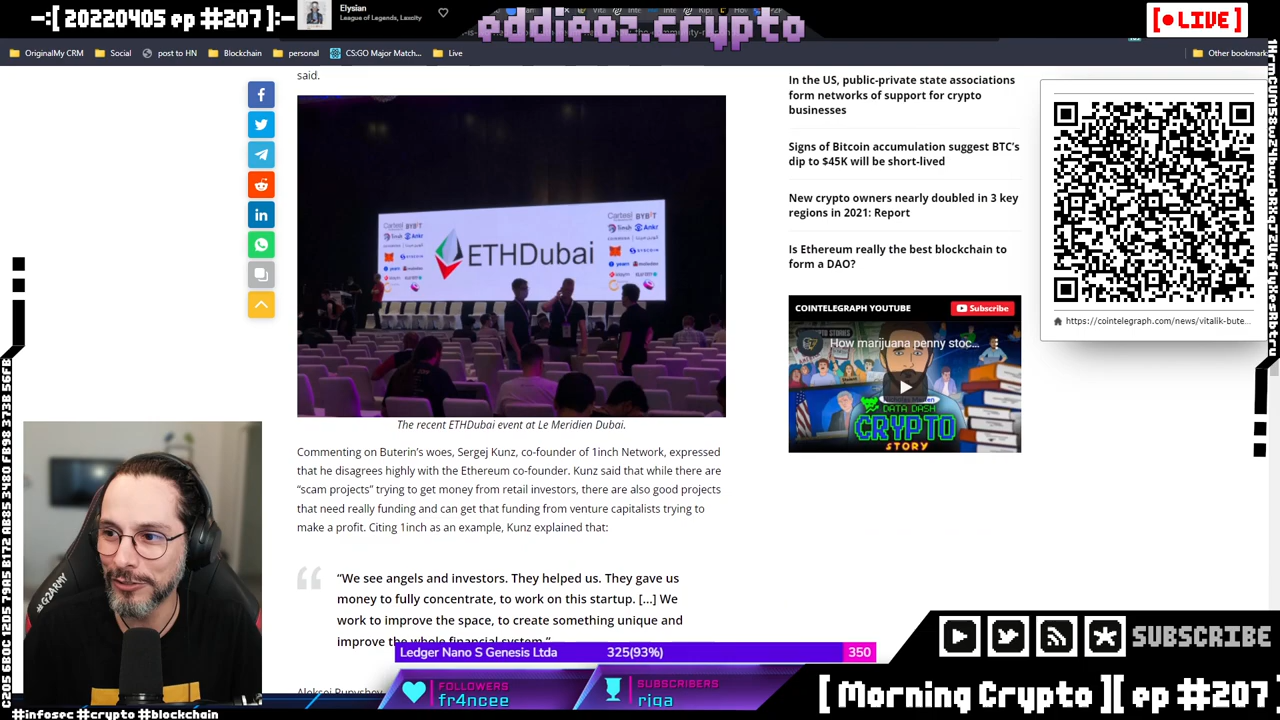 -:[ 20220405 ep #207]:-
Elysian
League of Legends, Laxcity
eddieoz.crypto
[● LIVE]
OriginalMy CRM
Social
post to HN
Blockchain
personal
CS:GO Major Match...
Live
Other bookmark
said.
ETHDubai
The recent ETHDubai event at Le Meridien Dubai.
Commenting on Buterin’s woes, Sergej Kunz, co-founder of 1inch Network, expressed
that he disagrees highly with the Ethereum co-founder. Kunz said that while there are
“scam projects” trying to get money from retail investors, there are also good projects
that need really funding and can get that funding from venture capitalists trying to
make a profit. Citing 1inch as an example, Kunz explained that:
“We see angels and investors. They helped us. They gave us
money to fully concentrate, to work on this startup. [...] We
work to improve the space, to create something unique and
improve the whole financial system.”
In the US, public-private state associations
form networks of support for crypto
businesses
Signs of Bitcoin accumulation suggest BTC’s
dip to $45K will be short-lived
New crypto owners nearly doubled in 3 key
regions in 2021: Report
Is Ethereum really the best blockchain to
form a DAO?
COINTELEGRAPH YOUTUBE
Subscribe
How marijuana penny stoc...
DATA DASH
CRYPTO
STORY
https://cointelegraph.com/news/vitalik-bute...
Ledger Nano S Genesis Ltda
325(93%)
350
FOLLOWERS
fr4ncee
SUBSCRIBERS
riqa
SUBSCRIBE
[ Morning Crypto ][ ep #207 ]
#infosec #crypto #blockchain